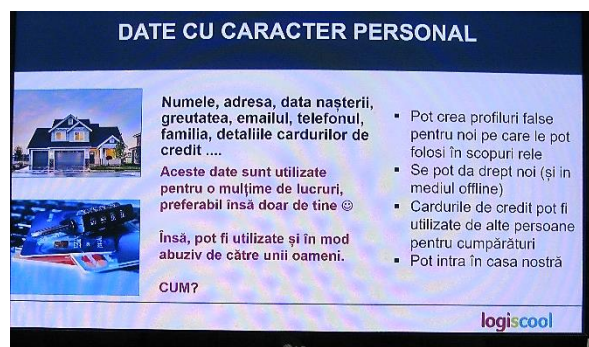 DATE CU CARACTER PERSONAL
Numele, adresa, data nașterii,
greutatea, emailul, telefonul,
familia, detaliile cardurilor de
credit ....
Aceste date sunt utilizate
pentru o mulțime de lucruri,
preferabil însă doar de tine ☺
Însă, pot fi utilizate și în mod
abuziv de către unii oameni.
CUM?
▪ Pot crea profiluri false
pentru noi pe care le pot
folosi în scopuri rele
▪ Se pot da drept noi (și in
mediul offline)
▪ Cardurile de credit pot fi
utilizate de alte persoane
pentru cumpărături
▪ Pot intra în casa nostră
logiscool